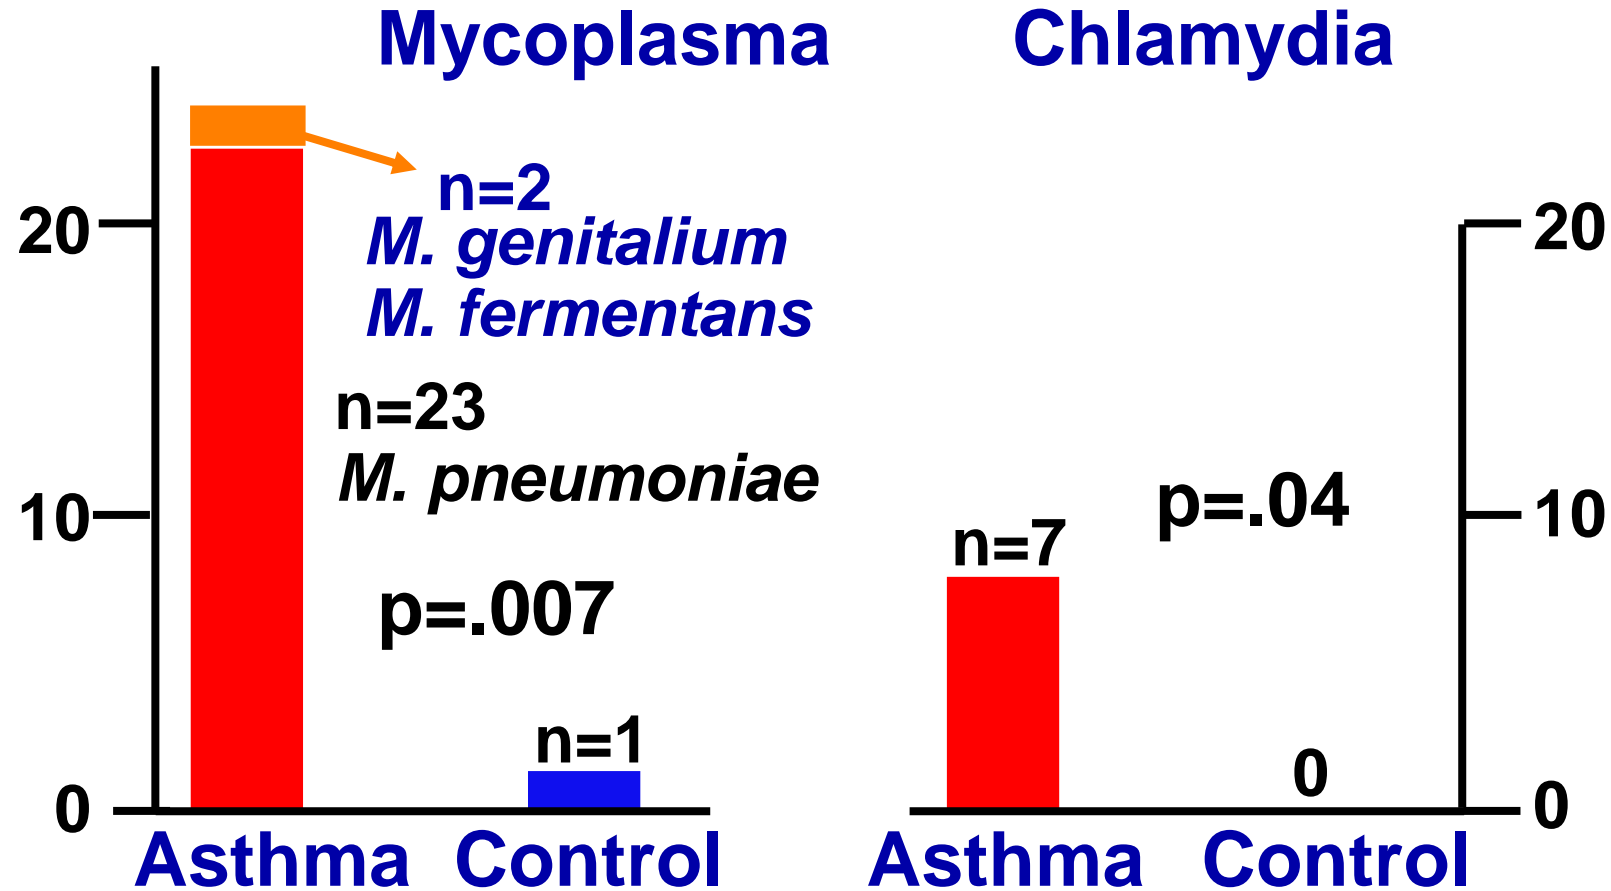 Mycoplasma
20
10
0
n=2
M. genitalium
M. fermentans
n=23
M. pneumoniae
p=.007
n=1
Asthma Control
Chlamydia
n=7
p=.04
0
20
10
0
Asthma Control